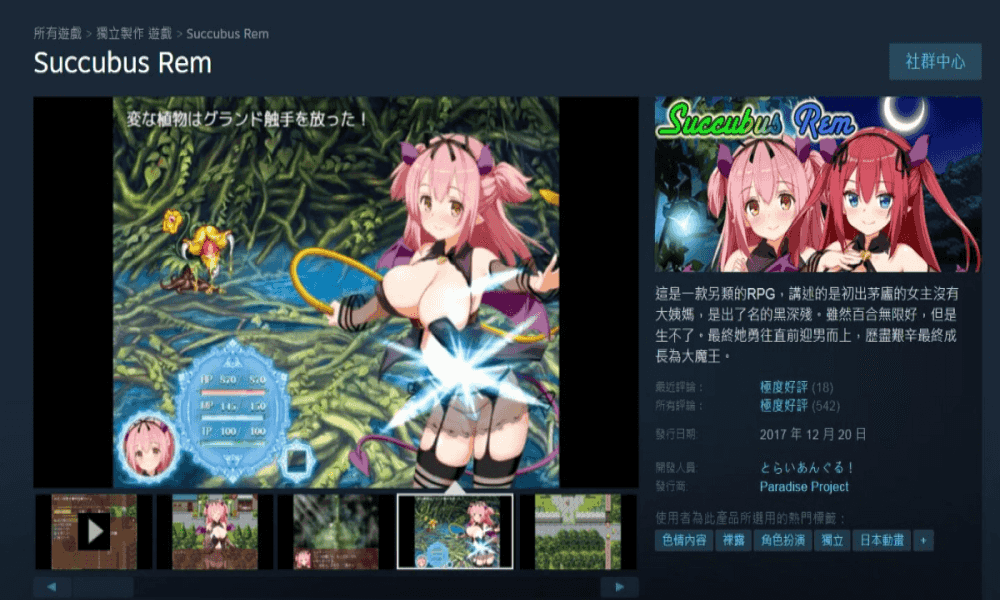 所有遊戲 > 獨立製作 遊戲 > Succubus Rem
Succubus Rem
社群中心
変な植物はグランド触手を放った！
HP 870/ 870
MP 145/ 150
TP 100/ 100
Succubus Rem
這是一款另類的RPG，講述的是初出茅廬的女主沒有
大姨媽，是出了名的黑深殘。雖然百合無限好，但是
生不了。最終她勇往直前迎男而上，歷盡艱辛最終成
長為大魔王。
最近評論： 極度好評 (18)
所有評論： 極度好評 (542)
發行日期: 2017 年 12 月 20 日
開發人員: とらいあんぐる！
發行商: Paradise Project
使用者為此產品所選用的熱門標籤：
色情內容 裸露 角色扮演 獨立 日本動畫 +